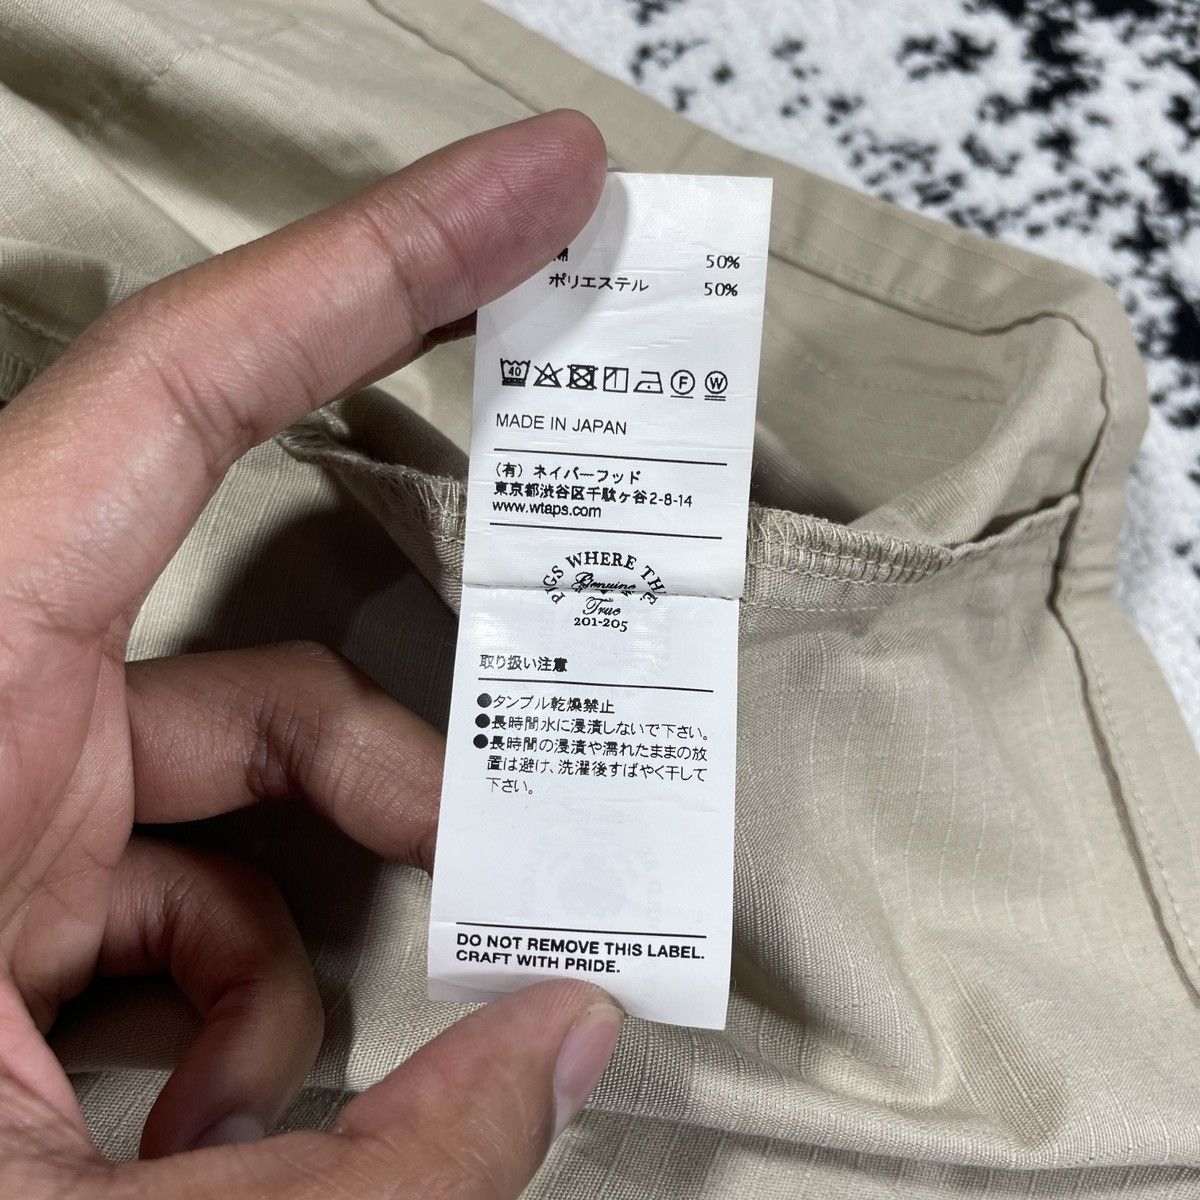 綿 50%
ポリエステル 50%
40
F W
MADE IN JAPAN
(有) ネイバーフッド
東京都渋谷区千駄ヶ谷2-8-14
www.wtaps.com
PIGS WHERE THE
Genuine
True
201-205
取り扱い注意
●タンブル乾燥禁止
●長時間水に浸漬しないで下さい。
●長時間の浸漬や濡れたままの放
置は避け、洗濯後すばやく干して
下さい。
DO NOT REMOVE THIS LABEL.
CRAFT WITH PRIDE.